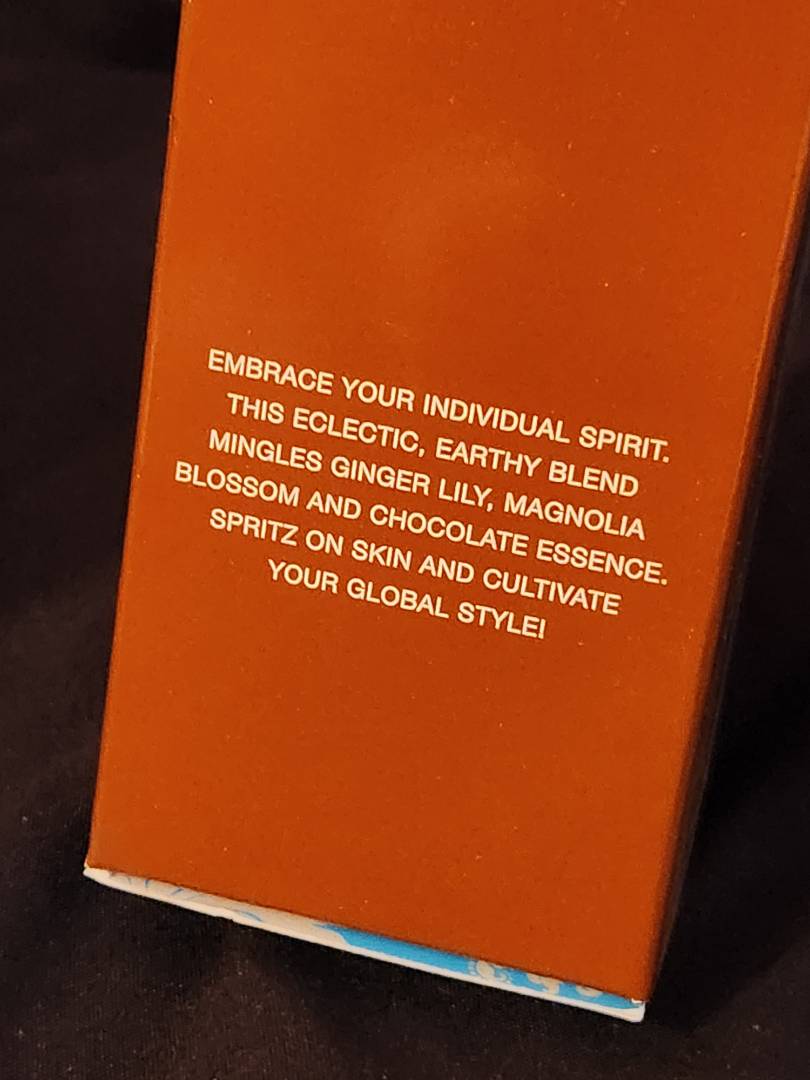 EMBRACE YOUR INDIVIDUAL SPIRIT.
THIS ECLECTIC, EARTHY BLEND
MINGLES GINGER LILY, MAGNOLIA
BLOSSOM AND CHOCOLATE ESSENCE.
SPRITZ ON SKIN AND CULTIVATE
YOUR GLOBAL STYLE!